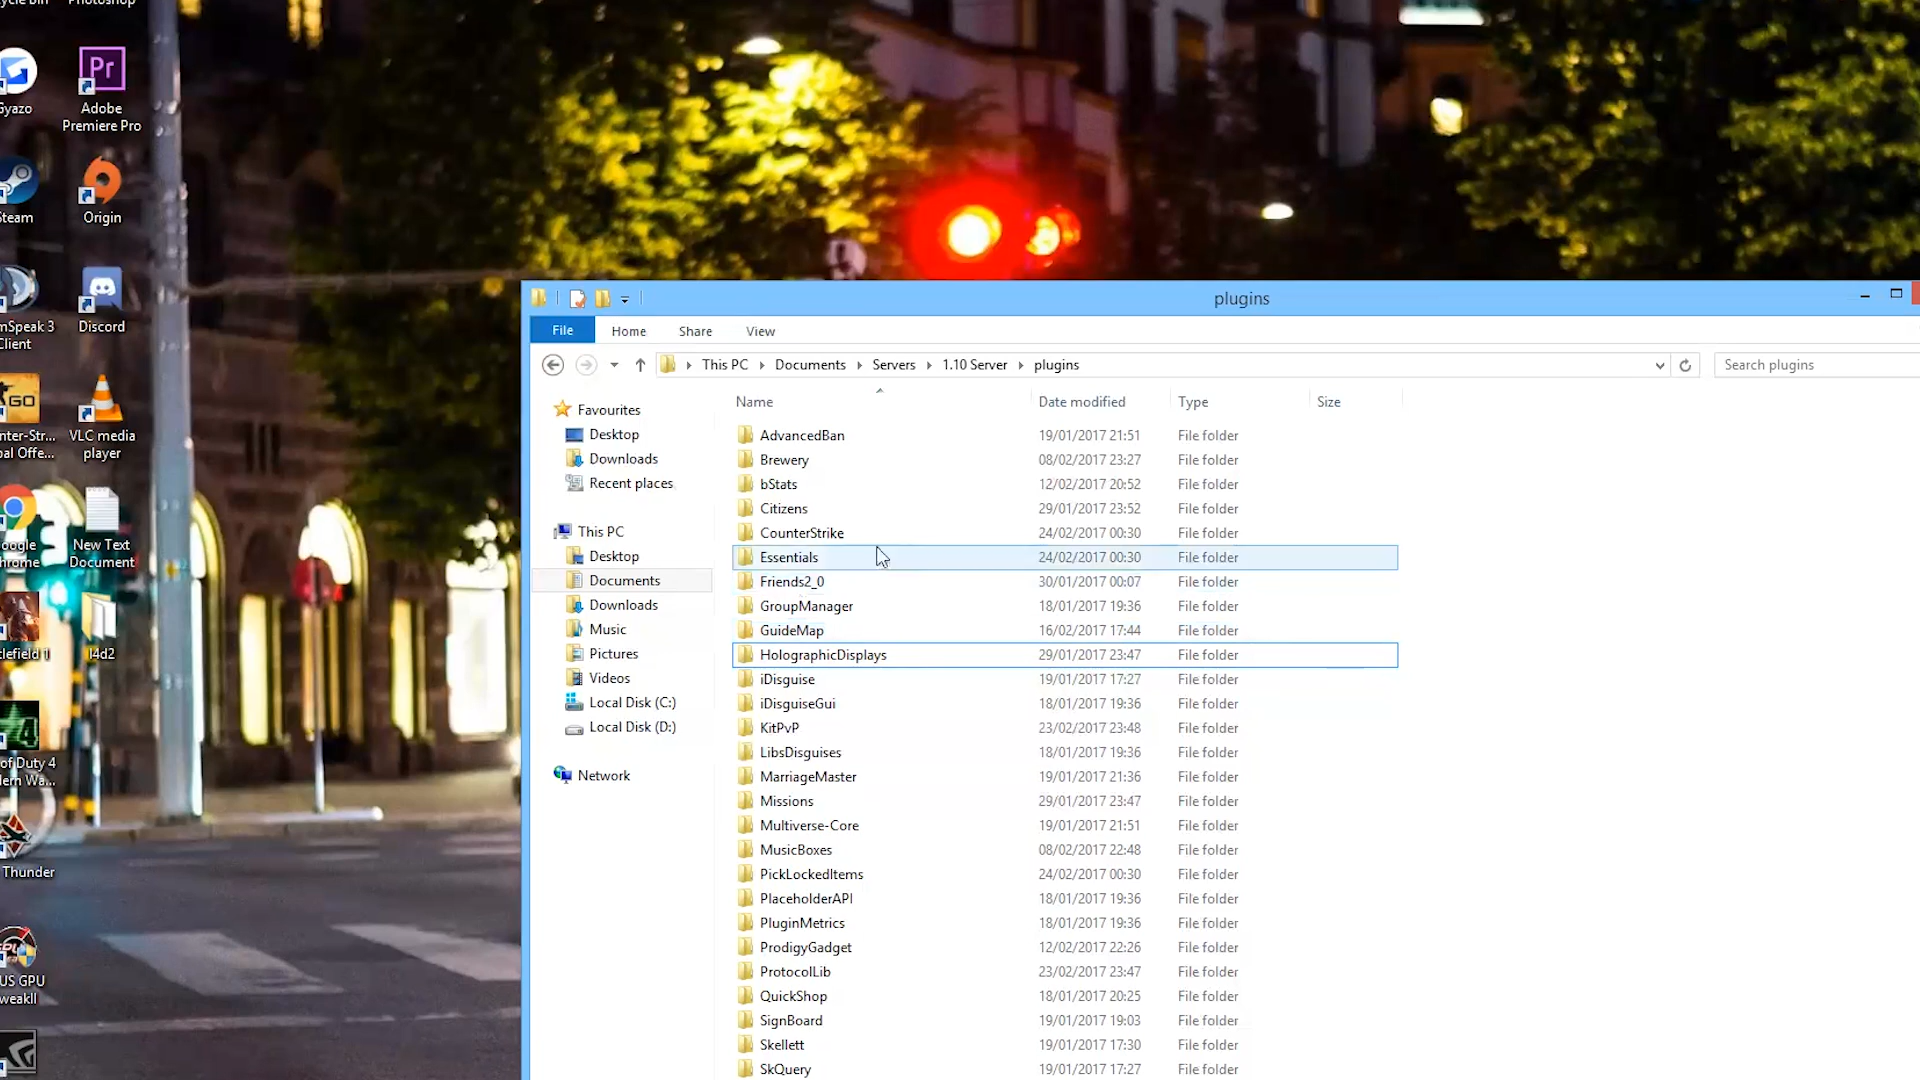 Photoshop
Gyazo
Adobe
Premiere Pro
Pr
Steam
Origin
mSpeak 3
Client
Discord
GO
nter-Str...
bal Offe...
VLC media
player
oogle
hrome
New Text
Document
tlefield 1
l4d2
4
of Duty 4
ern Wa...
Thunder
US GPU
weakII
plugins
File
Home
Share
View
This PC
Documents
Servers
1.10 Server
plugins
Search plugins
Favourites
Desktop
Downloads
Recent places
This PC
Desktop
Documents
Downloads
Music
Pictures
Videos
Local Disk (C:)
Local Disk (D:)
Network
Name Date modified Type Size
AdvancedBan 19/01/2017 21:51 File folder
Brewery 08/02/2017 23:27 File folder
bStats 12/02/2017 20:52 File folder
Citizens 29/01/2017 23:52 File folder
CounterStrike 24/02/2017 00:30 File folder
Essentials 24/02/2017 00:30 File folder
Friends2_0 30/01/2017 00:07 File folder
GroupManager 18/01/2017 19:36 File folder
GuideMap 16/02/2017 17:44 File folder
HolographicDisplays 29/01/2017 23:47 File folder
iDisguise 19/01/2017 17:27 File folder
iDisguiseGui 18/01/2017 19:36 File folder
KitPvP 23/02/2017 23:48 File folder
LibsDisguises 18/01/2017 19:36 File folder
MarriageMaster 19/01/2017 21:36 File folder
Missions 29/01/2017 23:47 File folder
Multiverse-Core 19/01/2017 21:51 File folder
MusicBoxes 08/02/2017 22:48 File folder
PickLockedItems 24/02/2017 00:30 File folder
PlaceholderAPI 18/01/2017 19:36 File folder
PluginMetrics 18/01/2017 19:36 File folder
ProdigyGadget 12/02/2017 22:26 File folder
ProtocolLib 23/02/2017 23:47 File folder
QuickShop 18/01/2017 20:25 File folder
SignBoard 19/01/2017 19:03 File folder
Skellett 19/01/2017 17:30 File folder
SkQuery 19/01/2017 17:27 File folder